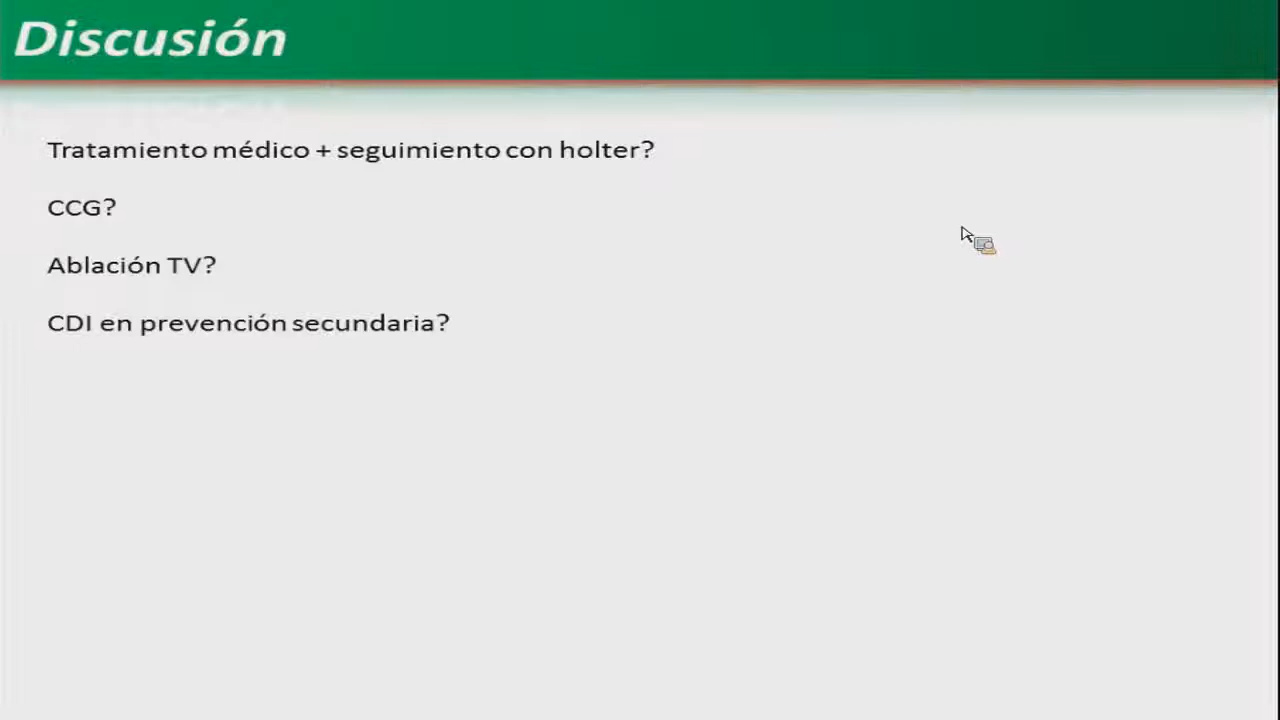 Discusión
Tratamiento médico + seguimiento con holter?
CCG?
Ablación TV?
CDI en prevención secundaria?